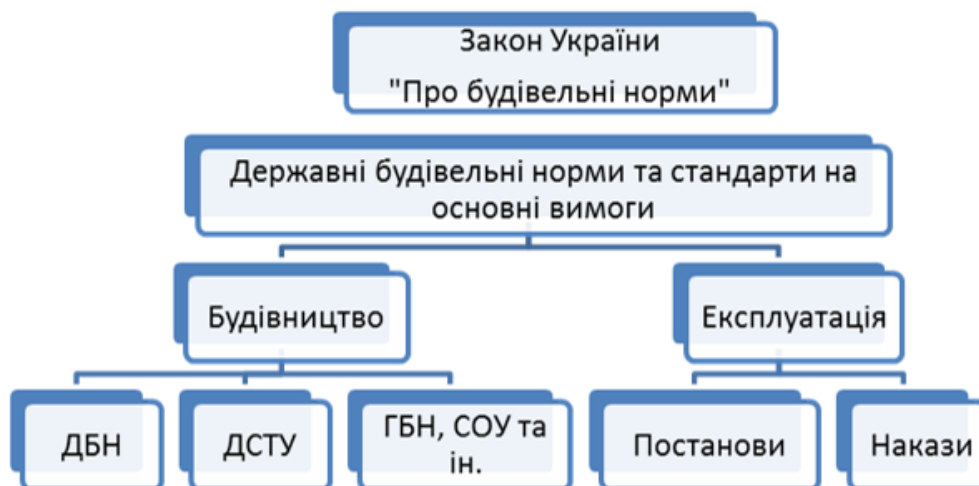 Закон України
"Про будівельні норми"
Державні будівельні норми та стандарти на
основні вимоги
Будівництво
Експлуатація
ДБН
ДСТУ
ГБН, СОУ та
ін.
Постанови
Накази